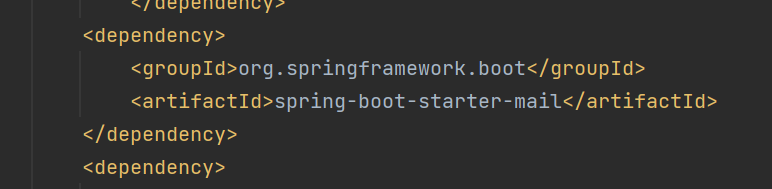 </dependency>
<dependency>
<groupId>org.springframework.boot</groupId>
<artifactId>spring-boot-starter-mail</artifactId>
</dependency>
<dependency>